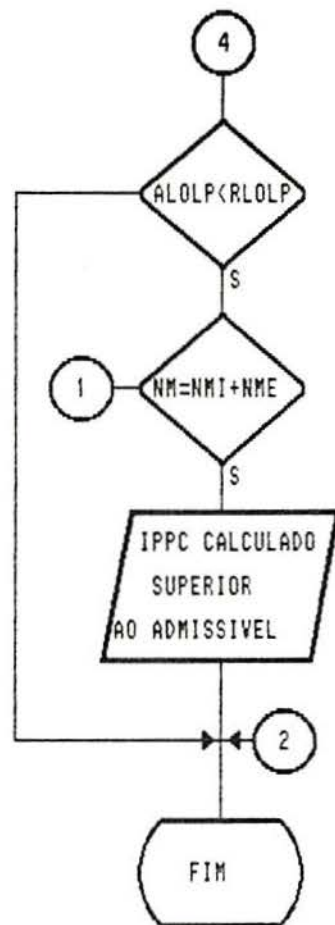 4
ALOLP<RLOLP
S
1
NM=NMI+NME
S
IPPC CALCULADO
SUPERIOR
AO ADMISSIVEL
2
FIM